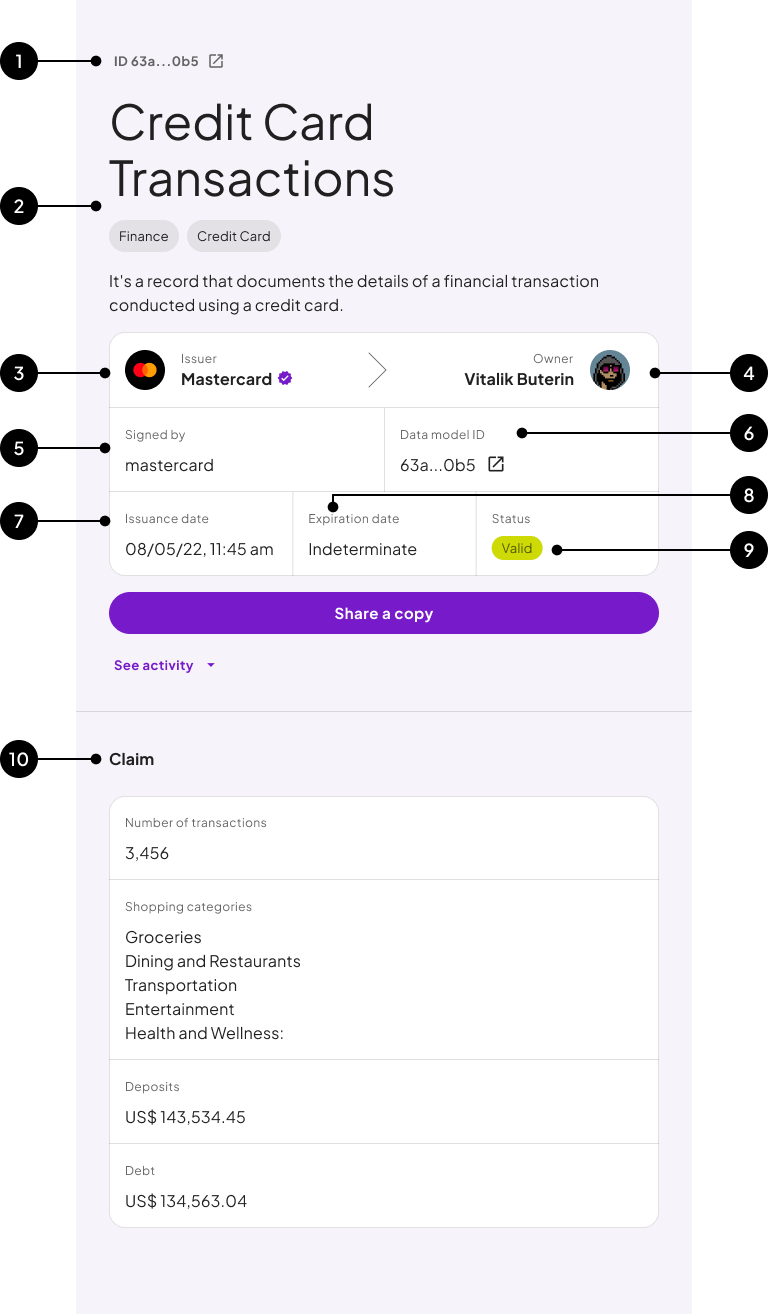 1
ID 63a...0b5
Credit Card
Transactions
2
Finance
Credit Card
It's a record that documents the details of a financial transaction
conducted using a credit card.
3
Issuer
Mastercard
Owner
Vitalik Buterin
4
5
Signed by
mastercard
Data model ID
63a...0b5
6
7
Issuance date
08/05/22, 11:45 am
Expiration date
Indeterminate
8
Status
Valid
9
Share a copy
See activity
10
Claim
Number of transactions
3,456
Shopping categories
Groceries
Dining and Restaurants
Transportation
Entertainment
Health and Wellness:
Deposits
US$ 143,534.45
Debt
US$ 134,563.04